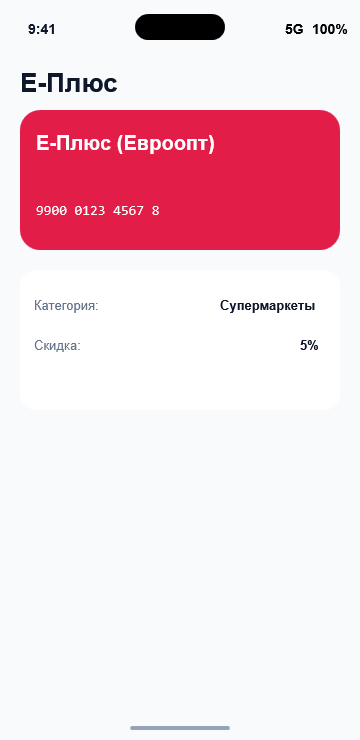 9:41 5G 100%
Е-Плюс
Е-Плюс (Евроопт)
9900 0123 4567 8
Категория: Супермаркеты
Скидка: 5%